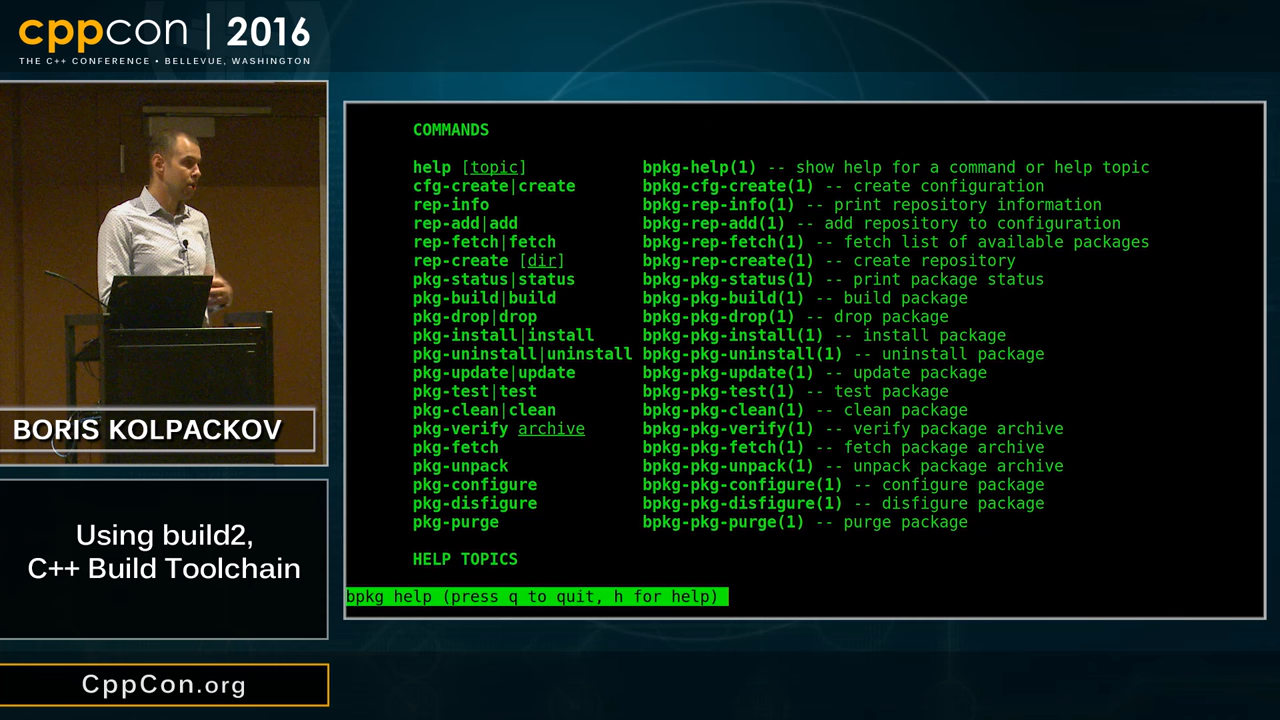 cppcon | 2016
THE C++ CONFERENCE • BELLEVUE, WASHINGTON
BORIS KOLPACKOV
Using build2,
C++ Build Toolchain
CppCon.org
COMMANDS
help [topic] bpkg-help(1) -- show help for a command or help topic
cfg-create|create bpkg-cfg-create(1) -- create configuration
rep-info bpkg-rep-info(1) -- print repository information
rep-add|add bpkg-rep-add(1) -- add repository to configuration
rep-fetch|fetch bpkg-rep-fetch(1) -- fetch list of available packages
rep-create [dir] bpkg-rep-create(1) -- create repository
pkg-status|status bpkg-pkg-status(1) -- print package status
pkg-build|build bpkg-pkg-build(1) -- build package
pkg-drop|drop bpkg-pkg-drop(1) -- drop package
pkg-install|install bpkg-pkg-install(1) -- install package
pkg-uninstall|uninstall bpkg-pkg-uninstall(1) -- uninstall package
pkg-update|update bpkg-pkg-update(1) -- update package
pkg-test|test bpkg-pkg-test(1) -- test package
pkg-clean|clean bpkg-pkg-clean(1) -- clean package
pkg-verify archive bpkg-pkg-verify(1) -- verify package archive
pkg-fetch bpkg-pkg-fetch(1) -- fetch package archive
pkg-unpack bpkg-pkg-unpack(1) -- unpack package archive
pkg-configure bpkg-pkg-configure(1) -- configure package
pkg-disfigure bpkg-pkg-disfigure(1) -- disfigure package
pkg-purge bpkg-pkg-purge(1) -- purge package
HELP TOPICS
bpkg help (press q to quit, h for help)